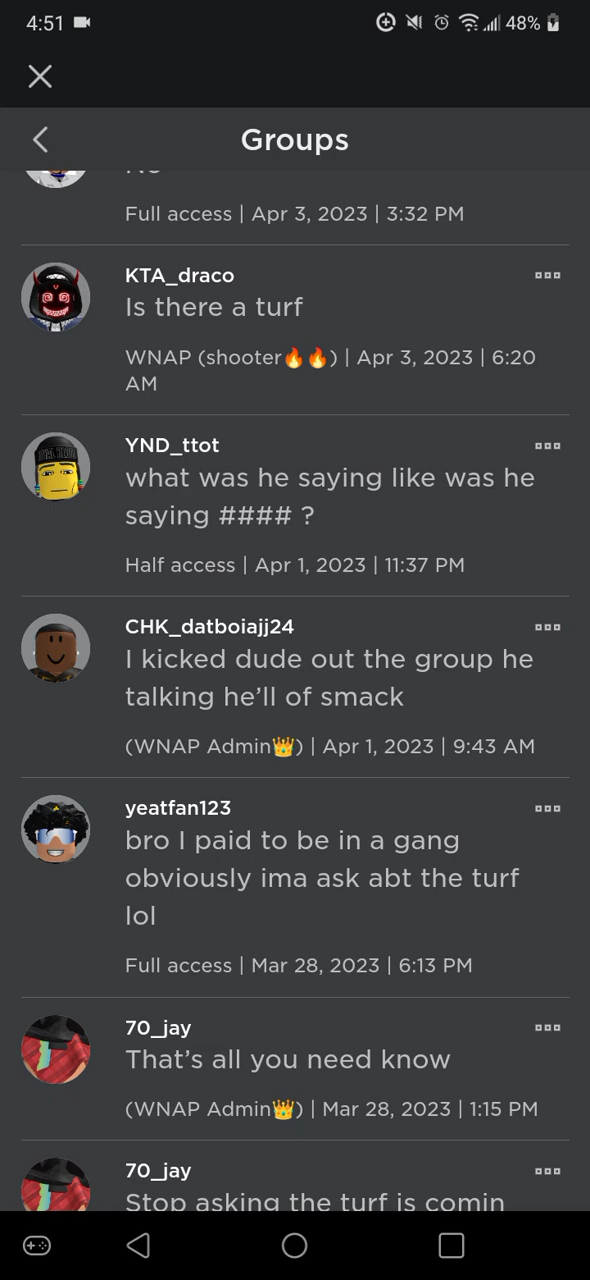 4:51
48%
Groups
Full access | Apr 3, 2023 | 3:32 PM
KTA_draco
Is there a turf
WNAP (shooter🔥🔥) | Apr 3, 2023 | 6:20
AM
YND_ttot
what was he saying like was he
saying #### ?
Half access | Apr 1, 2023 | 11:37 PM
CHK_datboiajj24
I kicked dude out the group he
talking he’ll of smack
(WNAP Admin👑) | Apr 1, 2023 | 9:43 AM
yeatfan123
bro I paid to be in a gang
obviously ima ask abt the turf
lol
Full access | Mar 28, 2023 | 6:13 PM
70_jay
That’s all you need know
(WNAP Admin👑) | Mar 28, 2023 | 1:15 PM
70_jay
Stop asking the turf is comin